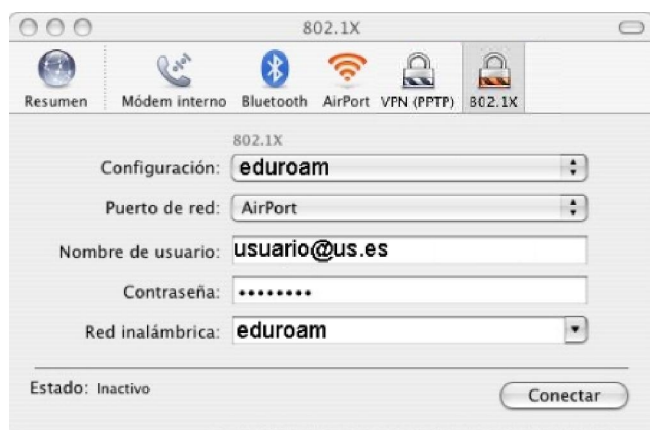 802.1X
Resumen Módem interno Bluetooth AirPort VPN (PPTP) 802.1X
802.1X
Configuración: eduroam
Puerto de red: AirPort
Nombre de usuario: usuario@us.es
Contraseña: ••••••••
Red inalámbrica: eduroam
Estado: Inactivo Conectar